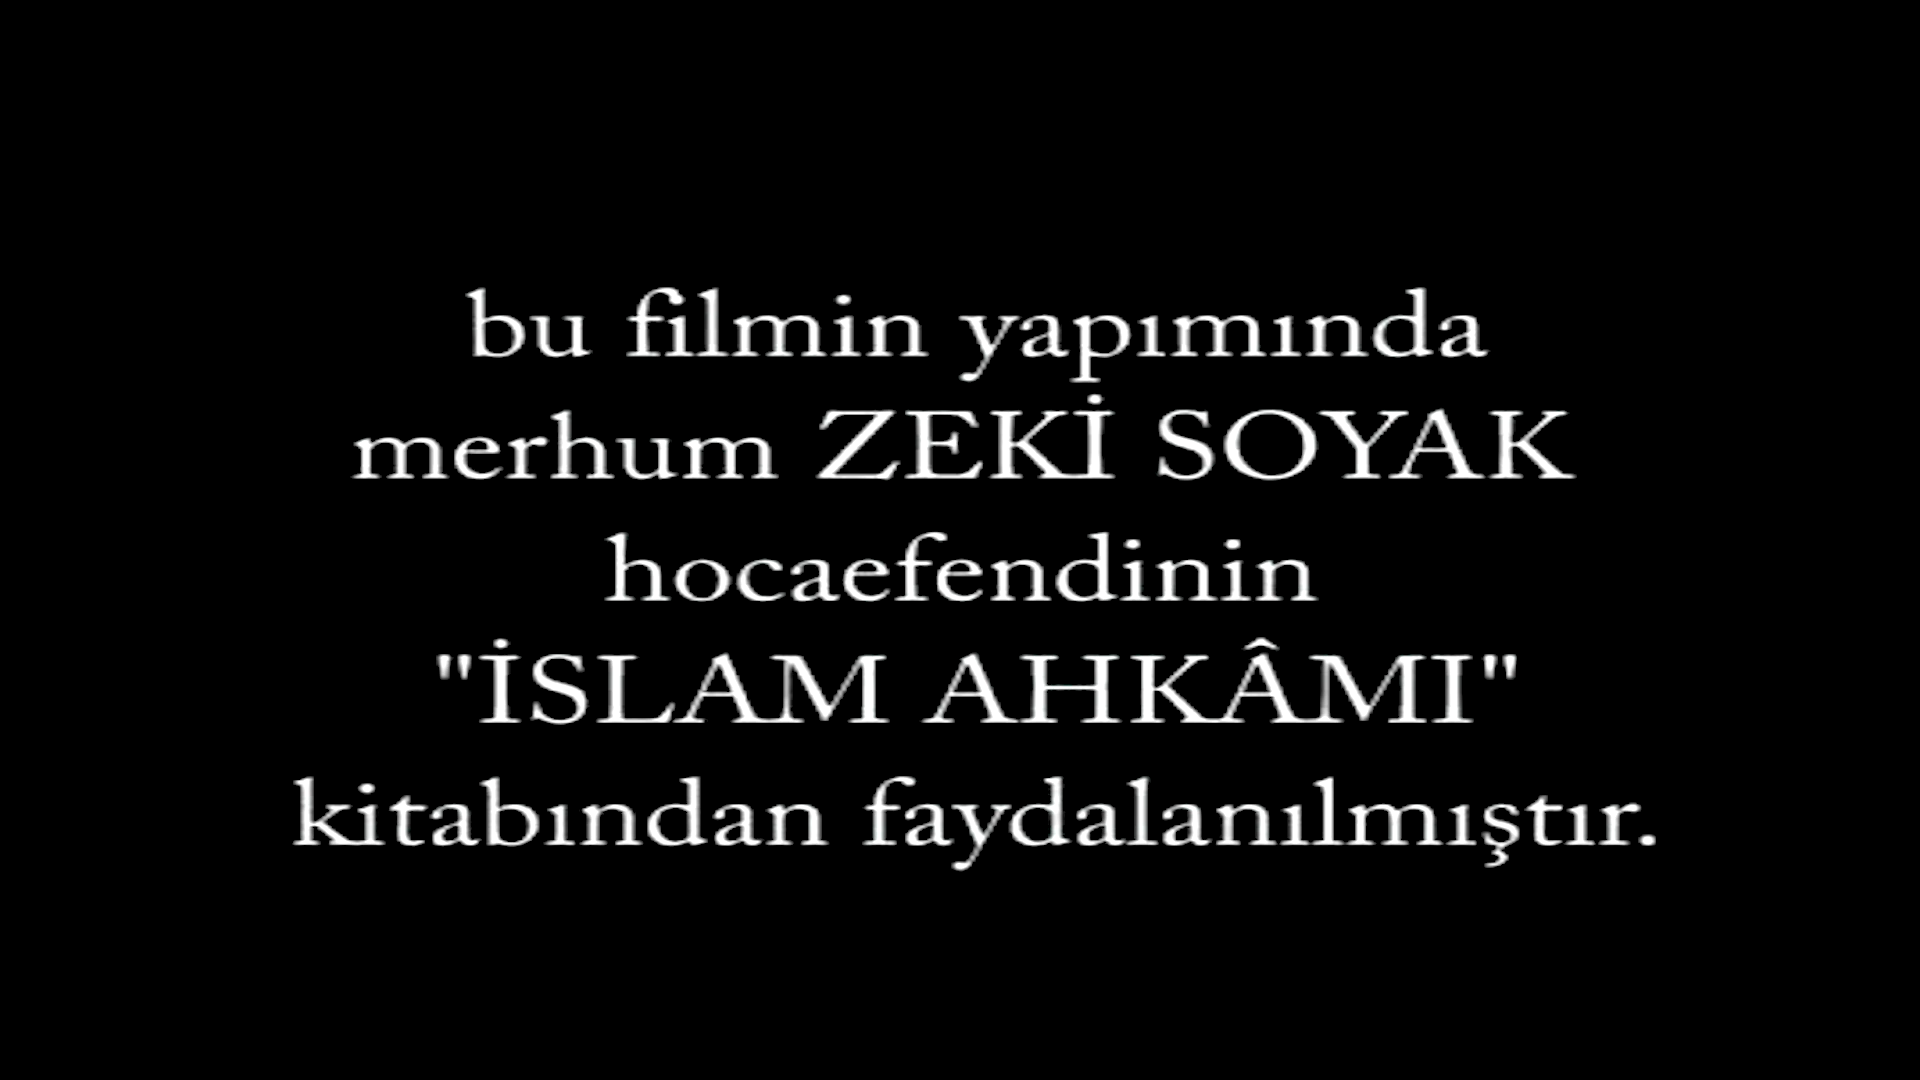 bu filmin yapımında
merhum ZEKİ SOYAK
hocaefendinin
"İSLAM AHKÂMI"
kitabından faydalanılmıştır.